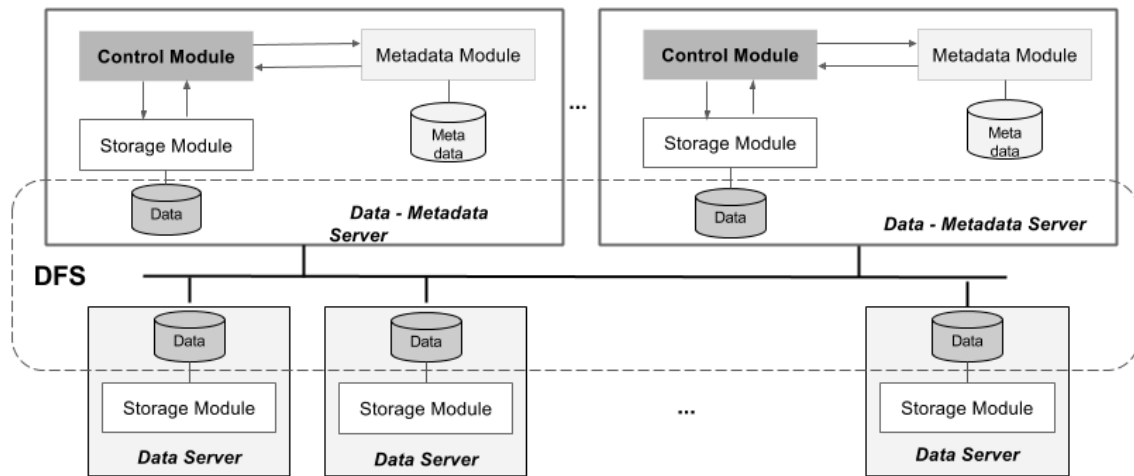 Control Module
Metadata Module
Storage Module
Meta
data
Data
Data - Metadata
Server
...
Control Module
Metadata Module
Storage Module
Meta
data
Data
Data - Metadata Server
DFS
Data
Storage Module
Data Server
Data
Storage Module
Data Server
...
Data
Storage Module
Data Server